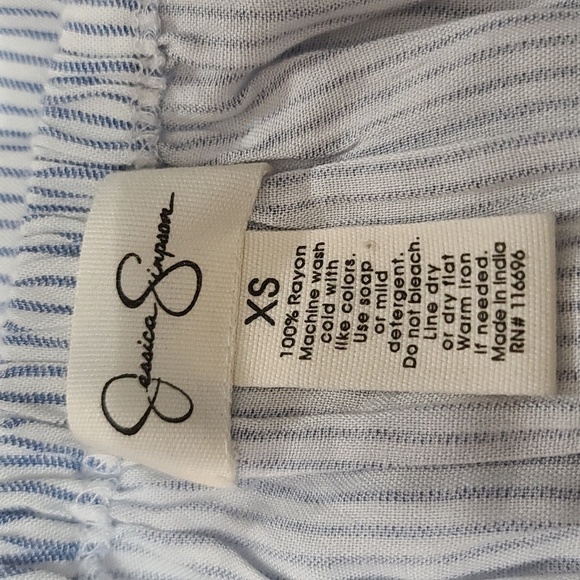 Jessica Simpson
XS
100% Rayon
Machine wash
cold with
like colors.
Use soap
or mild
detergent.
Do not bleach.
Line dry
or dry flat
Warm Iron
If needed.
Made In India
RN# 116696